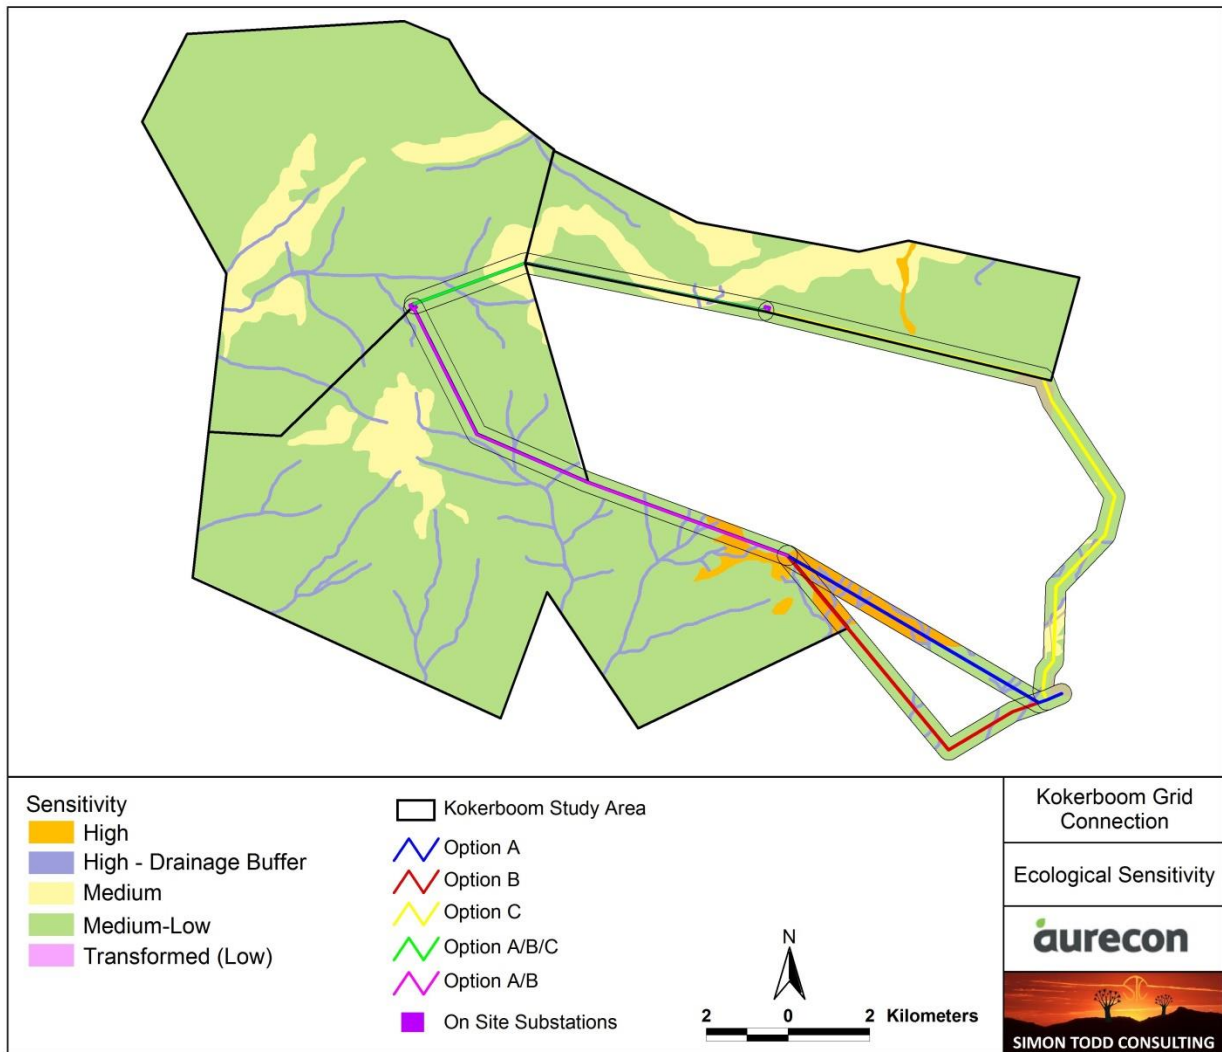 Sensitivity
High
High - Drainage Buffer
Medium
Medium-Low
Transformed (Low)
Kokerboom Study Area
Option A
Option B
Option C
Option A/B/C
Option A/B
On Site Substations
N
2 0 2 Kilometers
Kokerboom Grid
Connection
Ecological Sensitivity
aurecon
STC
SIMON TODD CONSULTING